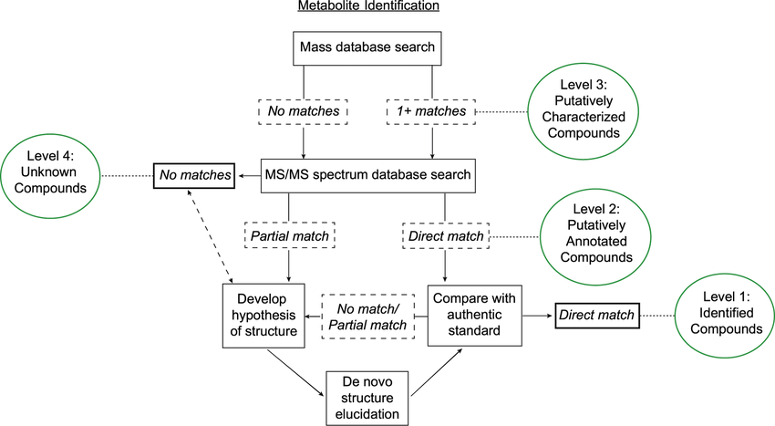 Metabolite Identification
Mass database search
No matches
1+ matches
Level 3:
Putatively
Characterized
Compounds
Level 4:
Unknown
Compounds
No matches
MS/MS spectrum database search
Partial match
Direct match
Level 2:
Putatively
Annotated
Compounds
Develop
hypothesis
of structure
No match/
Partial match
Compare with
authentic
standard
Direct match
Level 1:
Identified
Compounds
De novo
structure
elucidation